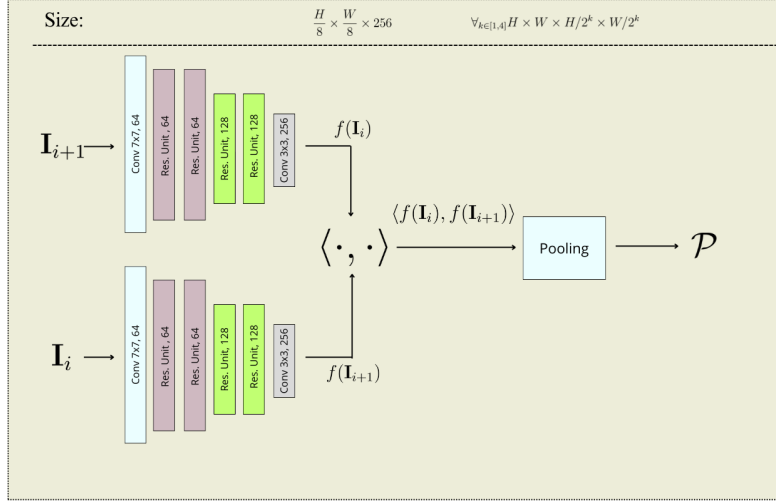 Size: H/8 × W/8 × 256 ∀k∈[1,4] H × W × H/2^k × W/2^k
I_{i+1}
Conv 7x7, 64
Res. Unit , 64
Res. Unit, 64
Res. Unit, 128
Res. Unit, 128
Conv 3x3, 256
f(I_i)
⟨·, ·⟩
⟨f(I_i), f(I_{i+1})⟩
Pooling
𝒫
I_i
Conv 7x7, 64
Res. Unit, 64
Res. Unit, 64
Res. Unit, 128
Res. Unit, 128
Conv 3x3, 256
f(I_{i+1})